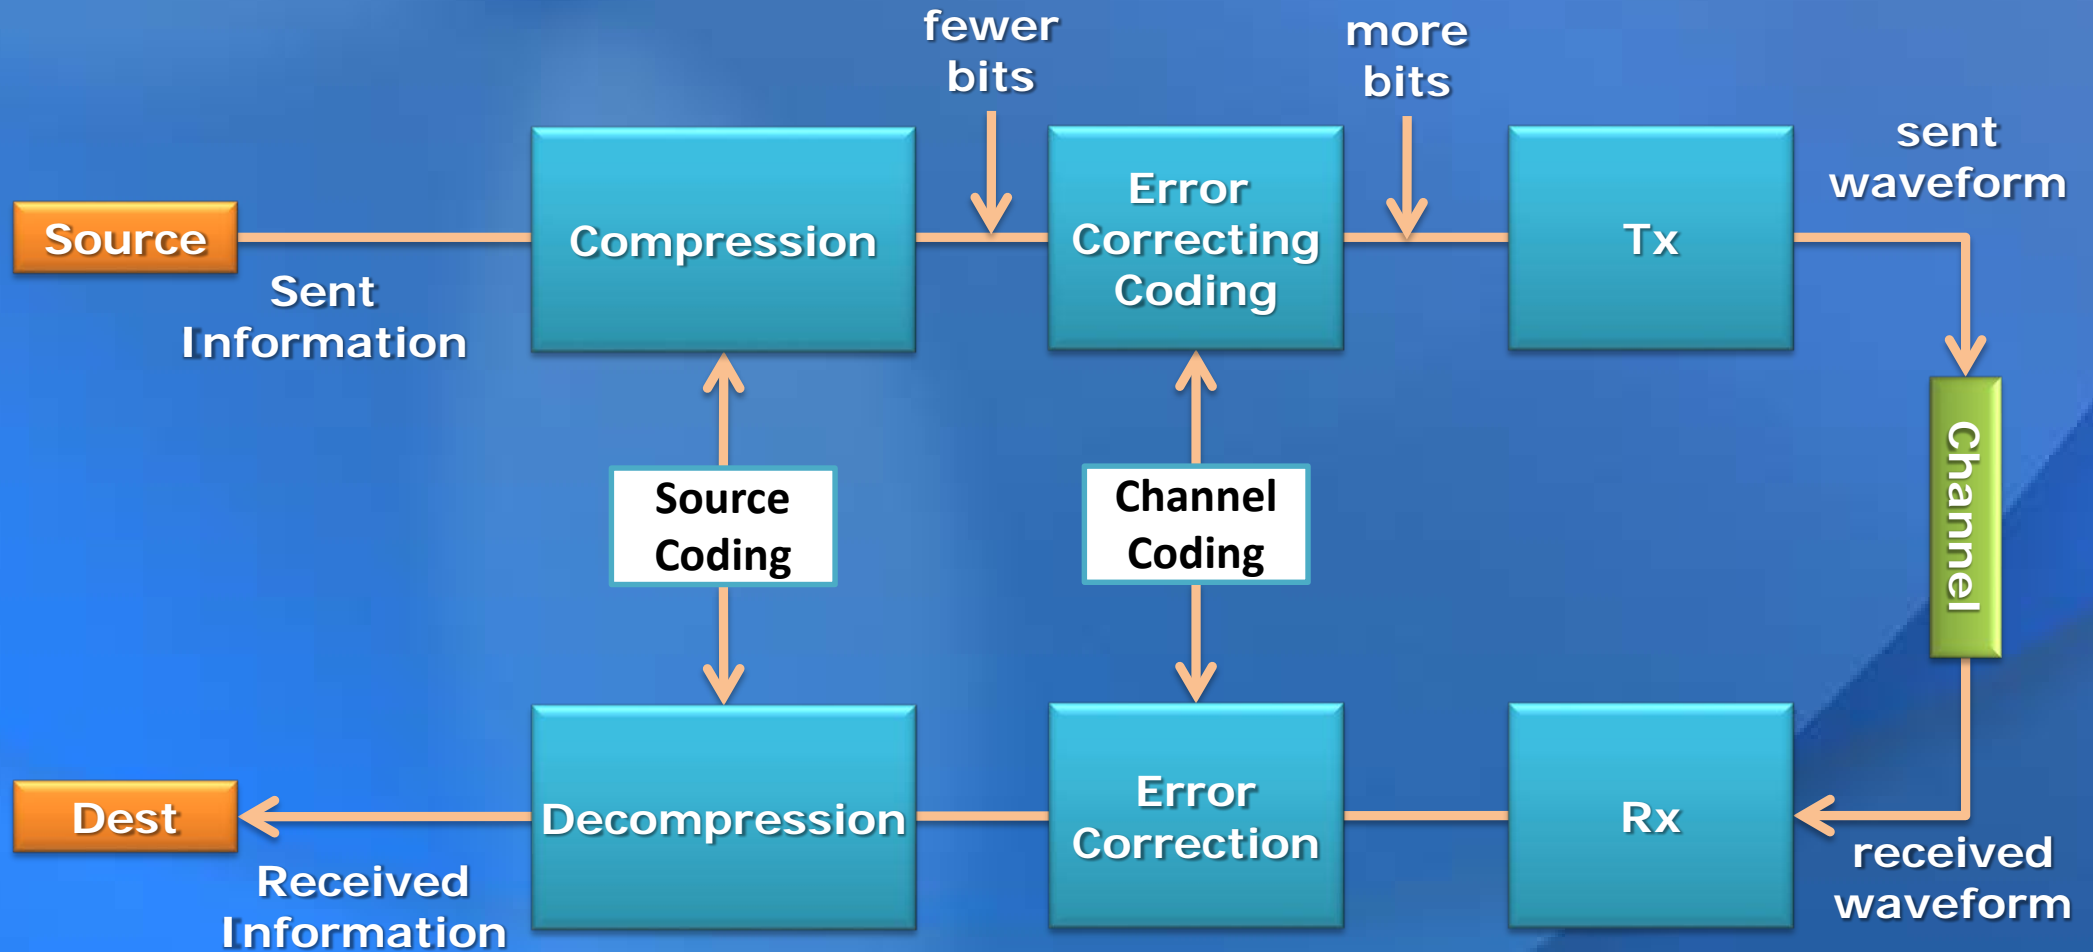 fewer
bits
more
bits
sent
waveform
Source
Sent
Information
Compression
Error
Correcting
Coding
Tx
Source
Coding
Channel
Coding
Channel
Dest
Received
Information
Decompression
Error
Correction
Rx
received
waveform